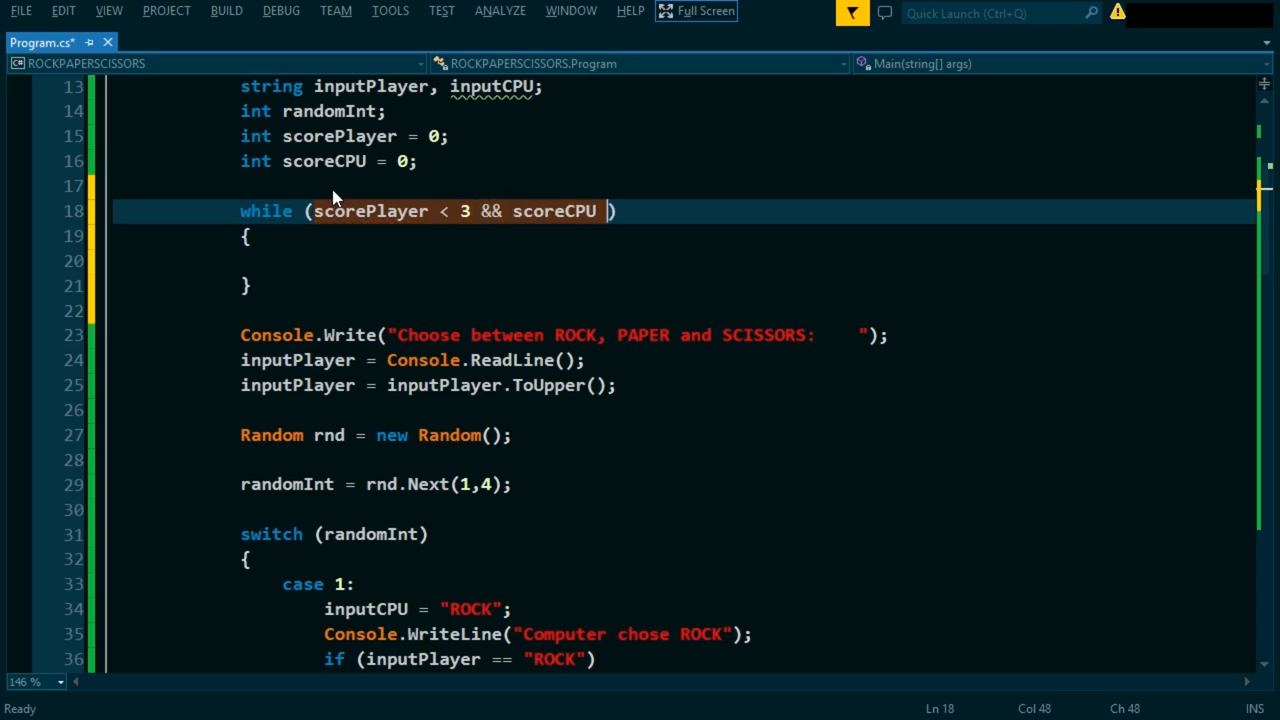 FILE EDIT VIEW PROJECT BUILD DEBUG TEAM TOOLS TEST ANALYZE WINDOW HELP Full Screen Quick Launch (Ctrl+Q)
Program.cs*
ROCKPAPERSCISSORS ROCKPAPERSCISSORS.Program Main(string[] args)
13 string inputPlayer, inputCPU;
14 int randomInt;
15 int scorePlayer = 0;
16 int scoreCPU = 0;
17
18 while (scorePlayer < 3 && scoreCPU )
19 {
20
21 }
22
23 Console.Write("Choose between ROCK, PAPER and SCISSORS:    ");
24 inputPlayer = Console.ReadLine();
25 inputPlayer = inputPlayer.ToUpper();
26
27 Random rnd = new Random();
28
29 randomInt = rnd.Next(1,4);
30
31 switch (randomInt)
32 {
33 case 1:
34 inputCPU = "ROCK";
35 Console.WriteLine("Computer chose ROCK");
36 if (inputPlayer == "ROCK")
146 %
Ready Ln 18 Col 48 Ch 48 INS